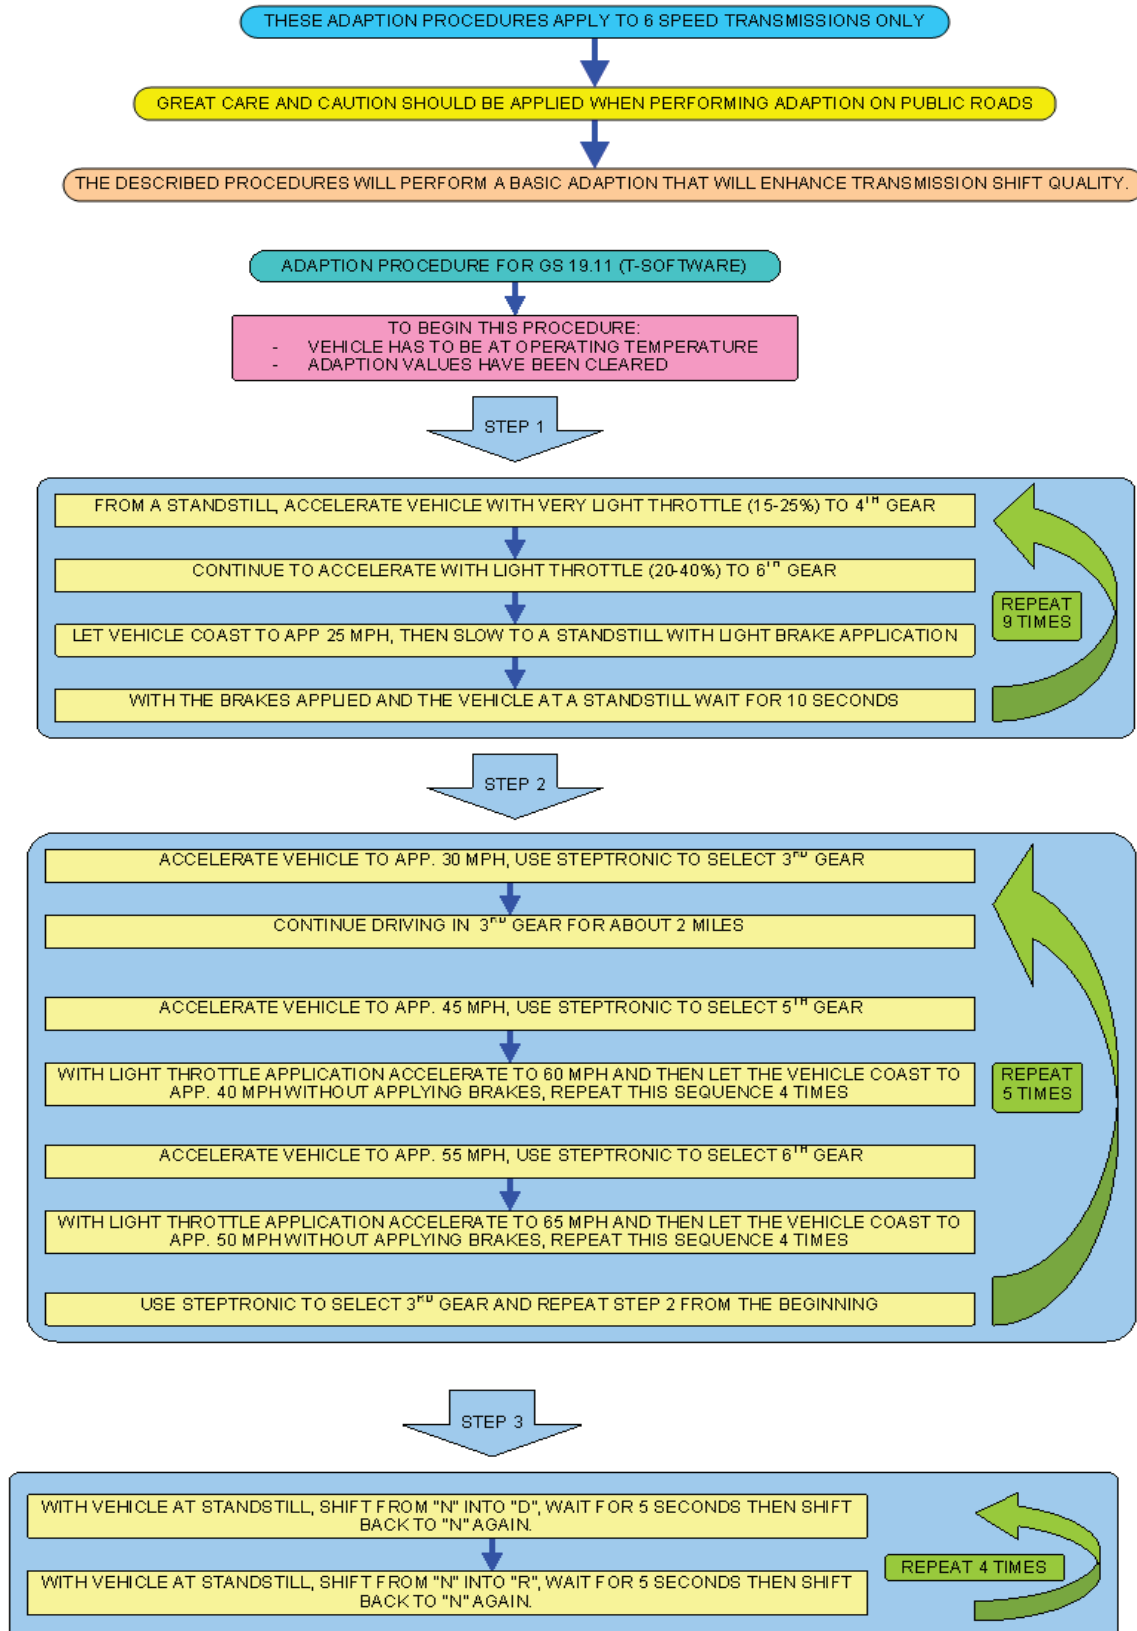 THESE ADAPTION PROCEDURES APPLY TO 6 SPEED TRANSMISSIONS ONLY
GREAT CARE AND CAUTION SHOULD BE APPLIED WHEN PERFORMING ADAPTION ON PUBLIC ROADS
THE DESCRIBED PROCEDURES WILL PERFORM A BASIC ADAPTION THAT WILL ENHANCE TRANSMISSION SHIFT QUALITY.
ADAPTION PROCEDURE FOR GS 19.11 (T-SOFTWARE)
TO BEGIN THIS PROCEDURE:
- VEHICLE HAS TO BE AT OPERATING TEMPERATURE
- ADAPTION VALUES HAVE BEEN CLEARED
STEP 1
FROM A STANDSTILL, ACCELERATE VEHICLE WITH VERY LIGHT THROTTLE (15-25%) TO 4TH GEAR
CONTINUE TO ACCELERATE WITH LIGHT THROTTLE (20-40%) TO 6TH GEAR
LET VEHICLE COAST TO APP 25 MPH, THEN SLOW TO A STANDSTILL WITH LIGHT BRAKE APPLICATION
WITH THE BRAKES APPLIED AND THE VEHICLE AT A STANDSTILL WAIT FOR 10 SECONDS
REPEAT
9 TIMES
STEP 2
ACCELERATE VEHICLE TO APP. 30 MPH, USE STEPTRONIC TO SELECT 3RD GEAR
CONTINUE DRIVING IN 3RD GEAR FOR ABOUT 2 MILES
ACCELERATE VEHICLE TO APP. 45 MPH, USE STEPTRONIC TO SELECT 5TH GEAR
WITH LIGHT THROTTLE APPLICATION ACCELERATE TO 60 MPH AND THEN LET THE VEHICLE COAST TO
APP. 40 MPH WITHOUT APPLYING BRAKES, REPEAT THIS SEQUENCE 4 TIMES
ACCELERATE VEHICLE TO APP. 55 MPH, USE STEPTRONIC TO SELECT 6TH GEAR
WITH LIGHT THROTTLE APPLICATION ACCELERATE TO 65 MPH AND THEN LET THE VEHICLE COAST TO
APP. 50 MPH WITHOUT APPLYING BRAKES, REPEAT THIS SEQUENCE 4 TIMES
USE STEPTRONIC TO SELECT 3RD GEAR AND REPEAT STEP 2 FROM THE BEGINNING
REPEAT
5 TIMES
STEP 3
WITH VEHICLE AT STANDSTILL, SHIFT FROM "N" INTO "D", WAIT FOR 5 SECONDS THEN SHIFT
BACK TO "N" AGAIN.
WITH VEHICLE AT STANDSTILL, SHIFT FROM "N" INTO "R", WAIT FOR 5 SECONDS THEN SHIFT
BACK TO "N" AGAIN.
REPEAT 4 TIMES